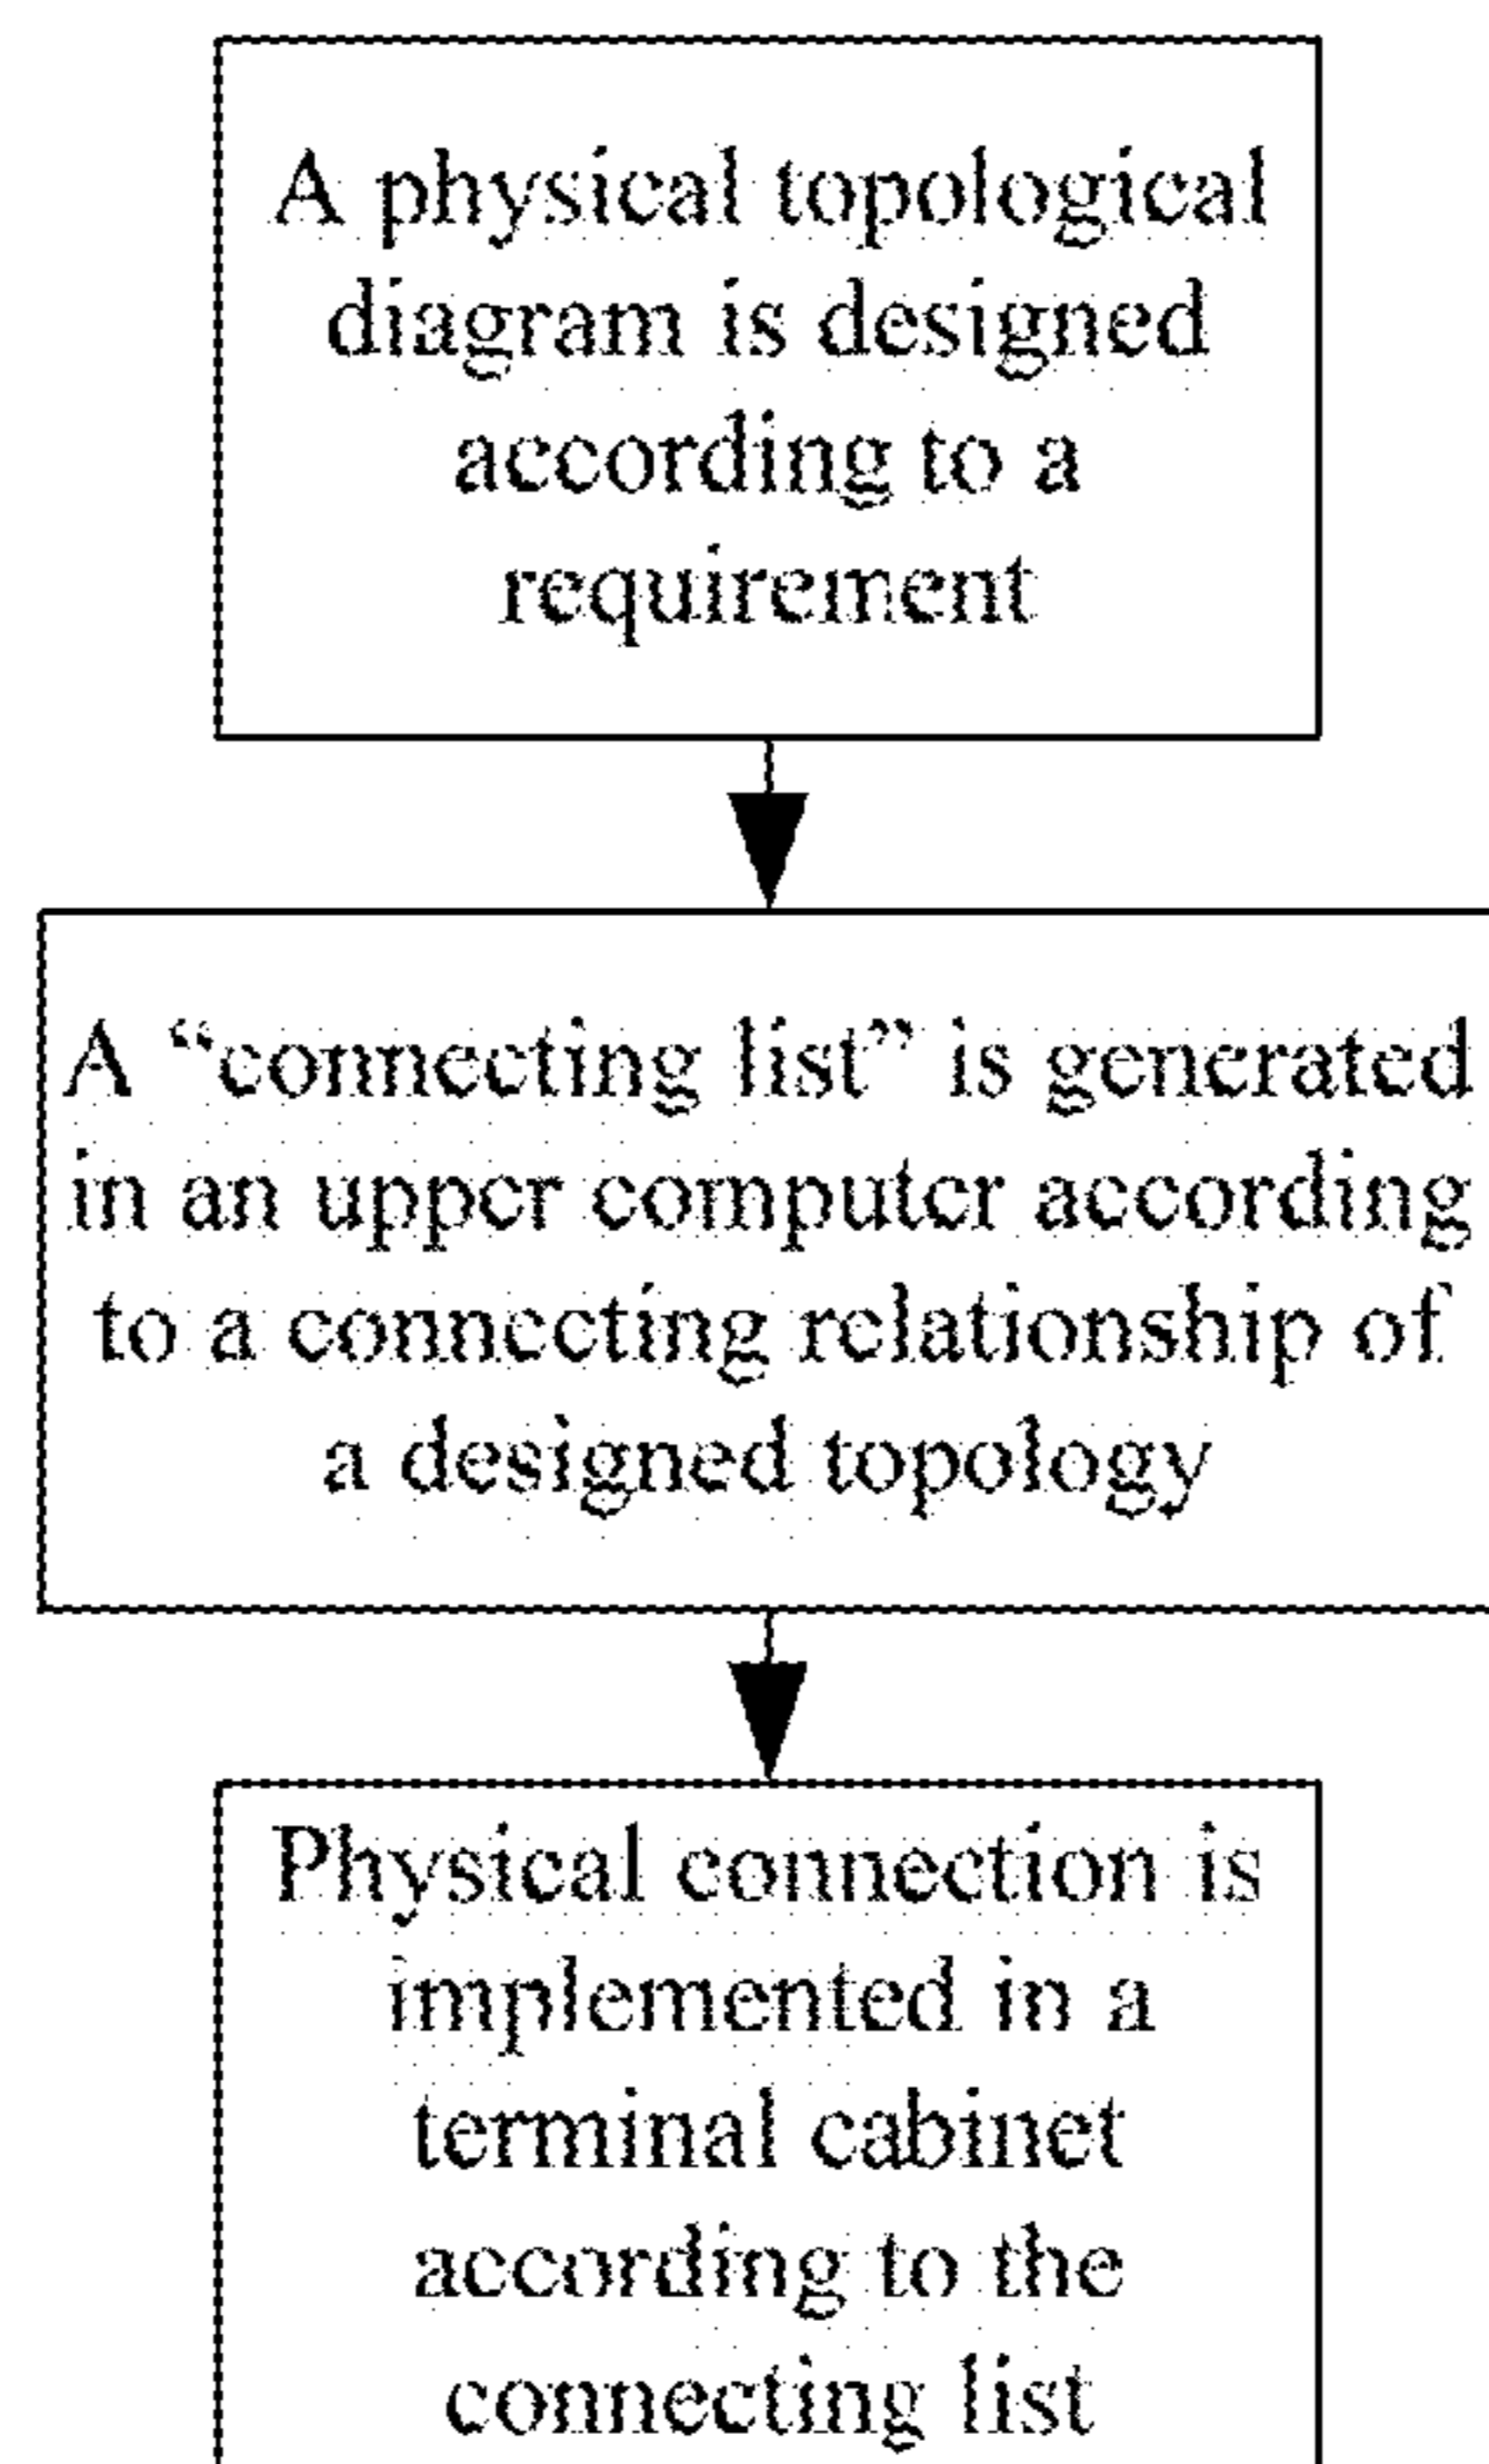 A physical topological
diagram is designed
according to a
requirement
A “connecting list” is generated
in an upper computer according
to a connecting relationship of
a designed topology
Physical connection is
implemented in a
terminal cabinet
according to the
connecting list